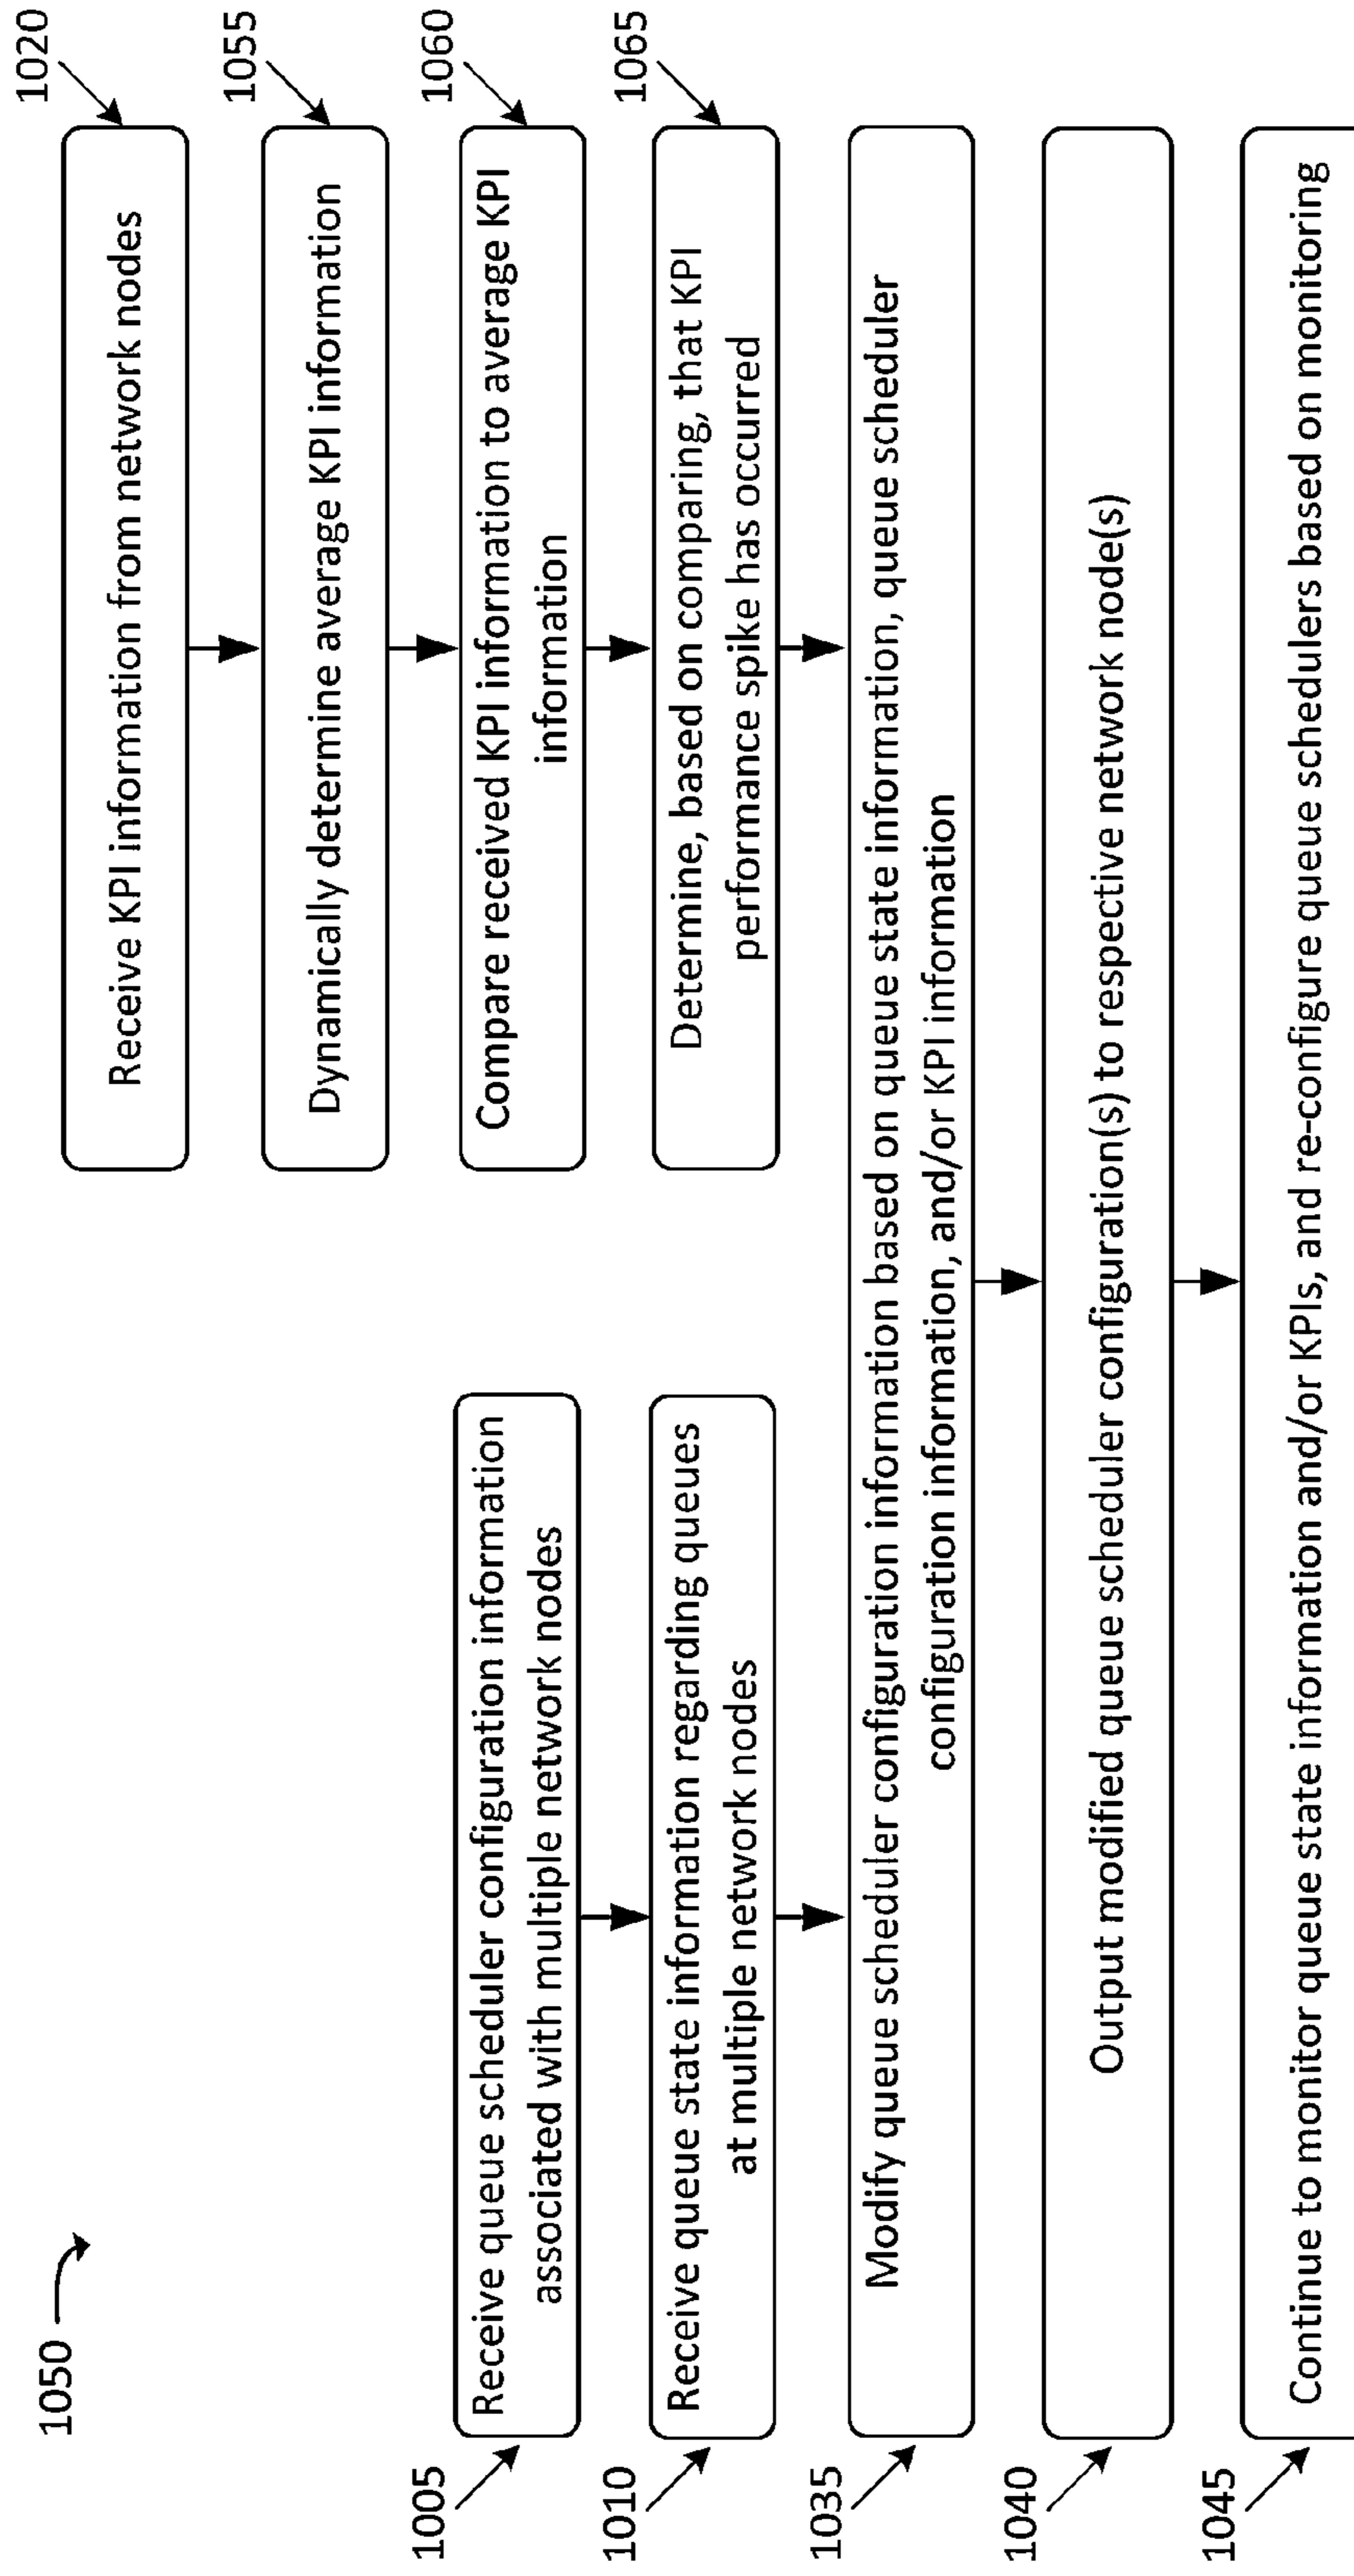 1050
1020
Receive KPI information from network nodes
1055
Dynamically determine average KPI information
1005
Receive queue scheduler configuration information
associated with multiple network nodes
1060
Compare received KPI information to average KPI
information
1010
Receive queue state information regarding queues
at multiple network nodes
1065
Determine, based on comparing, that KPI
performance spike has occurred
1035
Modify queue scheduler configuration information based on queue state information, queue scheduler
configuration information, and/or KPI information
1040
Output modified queue scheduler configuration(s) to respective network node(s)
1045
Continue to monitor queue state information and/or KPIs, and re-configure queue schedulers based on monitoring